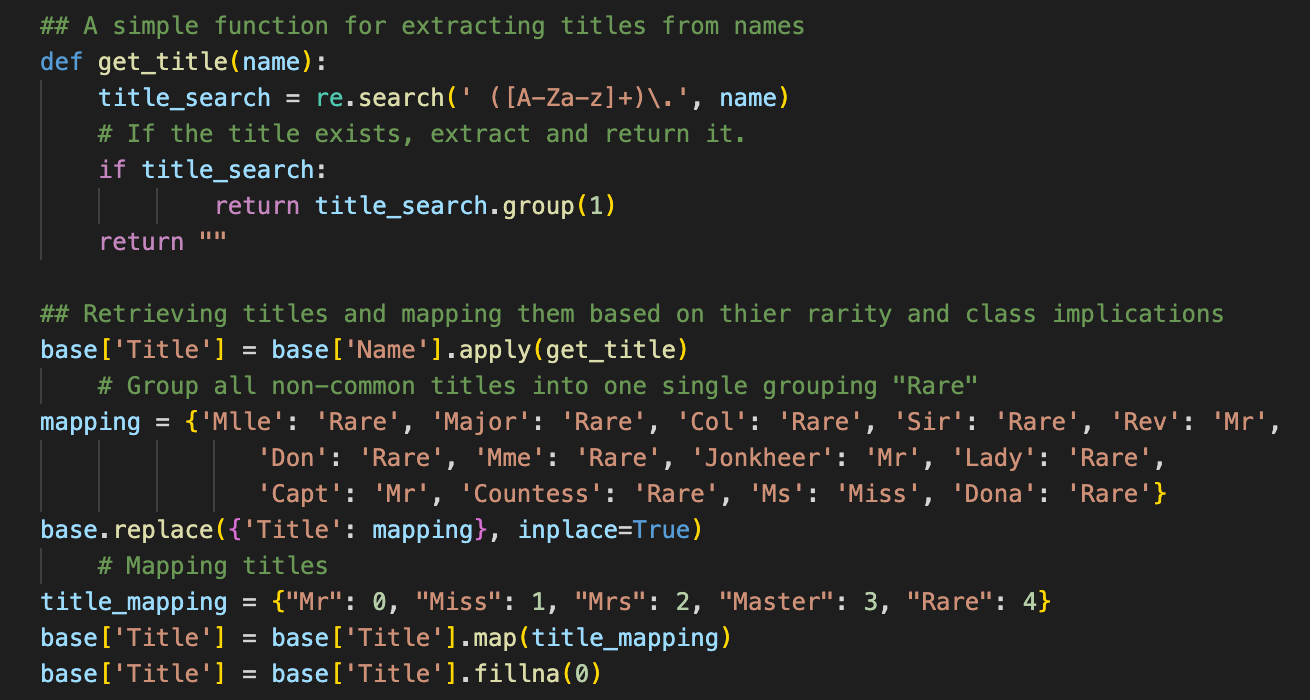 ## A simple function for extracting titles from names
def get_title(name):
    title_search = re.search(' ([A-Za-z]+)\.', name)
    # If the title exists, extract and return it.
    if title_search:
            return title_search.group(1)
    return ""

## Retrieving titles and mapping them based on thier rarity and class implications
base['Title'] = base['Name'].apply(get_title)
    # Group all non-common titles into one single grouping "Rare"
mapping = {'Mlle': 'Rare', 'Major': 'Rare', 'Col': 'Rare', 'Sir': 'Rare', 'Rev': 'Mr',
               'Don': 'Rare', 'Mme': 'Rare', 'Jonkheer': 'Mr', 'Lady': 'Rare',
               'Capt': 'Mr', 'Countess': 'Rare', 'Ms': 'Miss', 'Dona': 'Rare'}
base.replace({'Title': mapping}, inplace=True)
    # Mapping titles
title_mapping = {"Mr": 0, "Miss": 1, "Mrs": 2, "Master": 3, "Rare": 4}
base['Title'] = base['Title'].map(title_mapping)
base['Title'] = base['Title'].fillna(0)